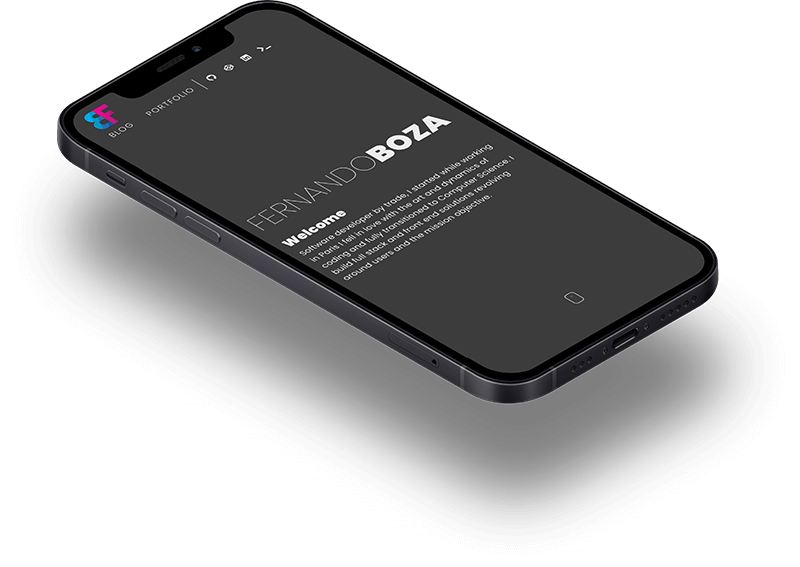 BLOG PORTFOLIO
FERNANDOBOZA
Welcome
Software developer by trade, I started while working
in Paris I fell in love with the art and dynamics of
coding and fully transitioned to Computer Science. I
build full stack and front end solutions revolving
around users and the mission objective.